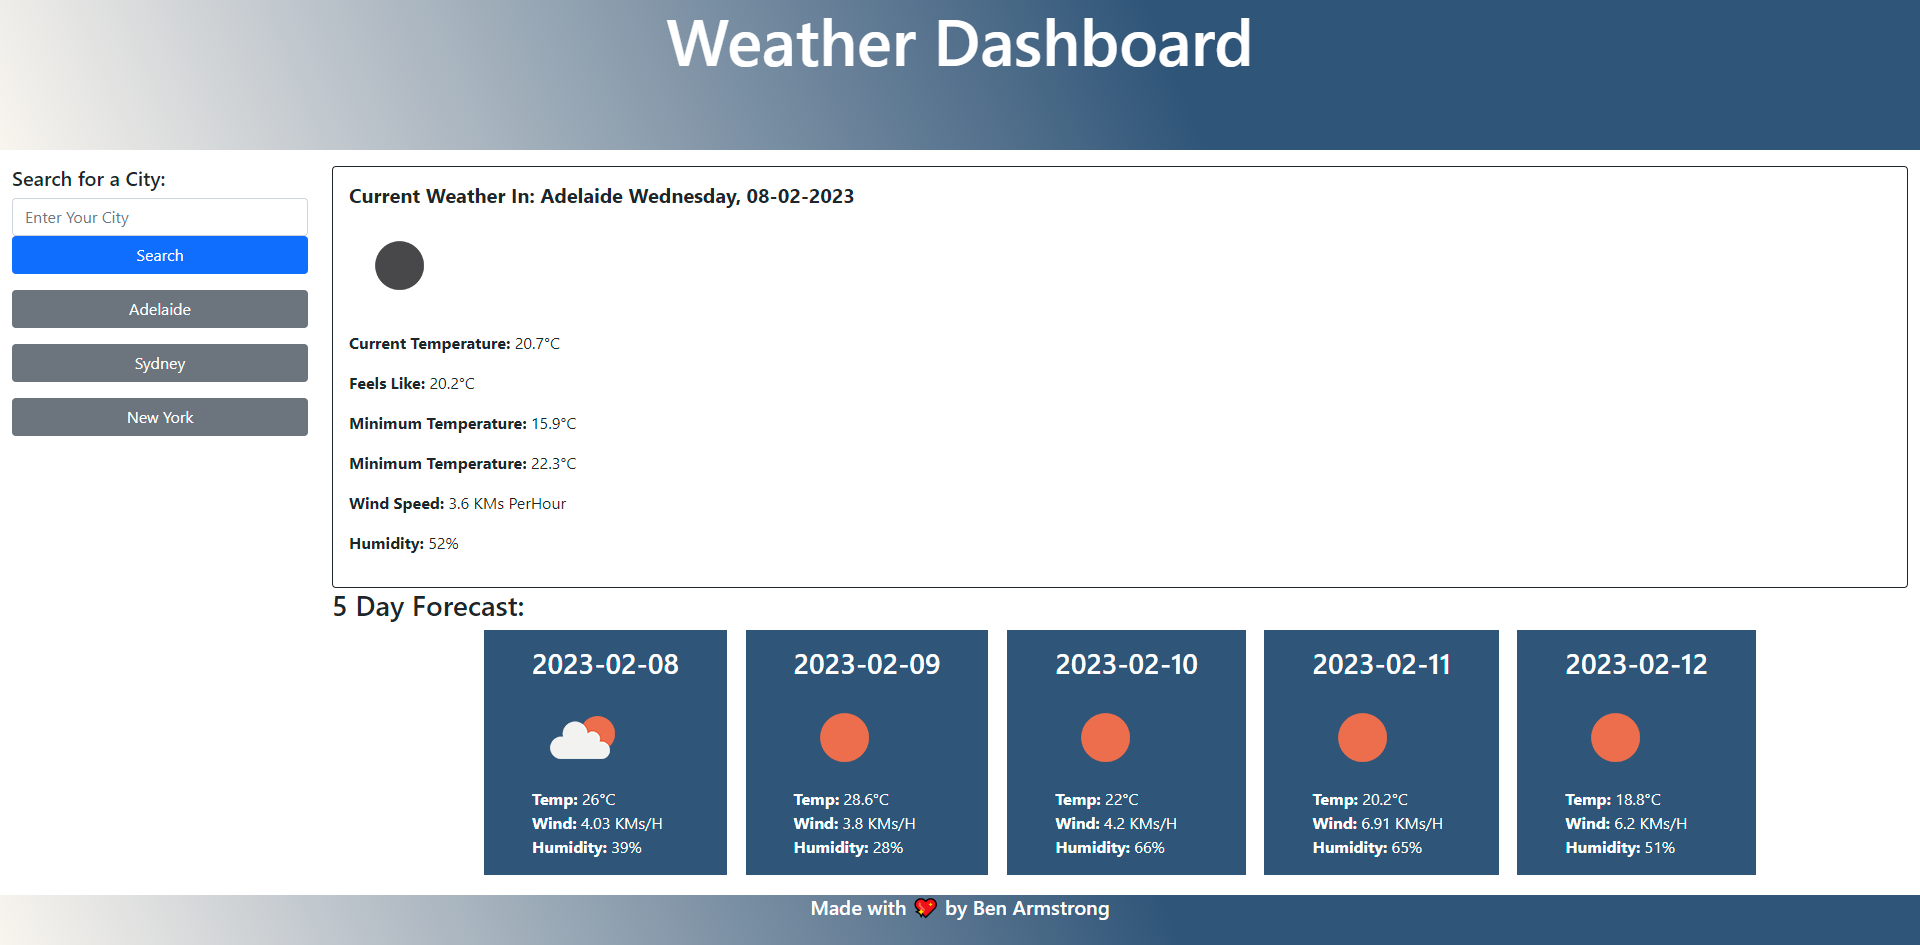 Weather Dashboard
Search for a City:
Enter Your City
Search
Adelaide
Sydney
New York
Current Weather In: Adelaide Wednesday, 08-02-2023
Current Temperature: 20.7°C
Feels Like: 20.2°C
Minimum Temperature: 15.9°C
Minimum Temperature: 22.3°C
Wind Speed: 3.6 KMs PerHour
Humidity: 52%
5 Day Forecast:
2023-02-08
Temp: 26°C
Wind: 4.03 KMs/H
Humidity: 39%
2023-02-09
Temp: 28.6°C
Wind: 3.8 KMs/H
Humidity: 28%
2023-02-10
Temp: 22°C
Wind: 4.2 KMs/H
Humidity: 66%
2023-02-11
Temp: 20.2°C
Wind: 6.91 KMs/H
Humidity: 65%
2023-02-12
Temp: 18.8°C
Wind: 6.2 KMs/H
Humidity: 51%
Made with 💖 by Ben Armstrong